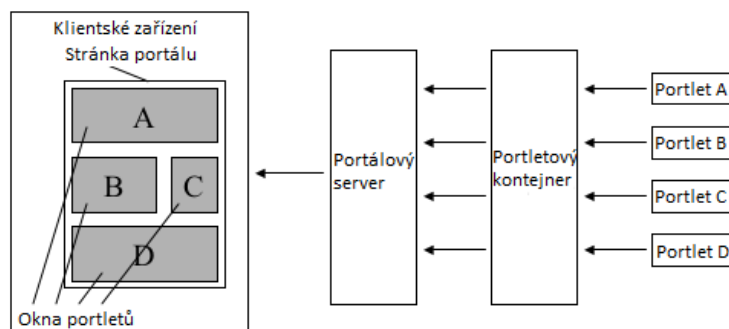 Klientské zařízení
Stránka portálu
A
B
C
D
Okna portletů
Portálový
server
Portletový
kontejner
Portlet A
Portlet B
Portlet C
Portlet D